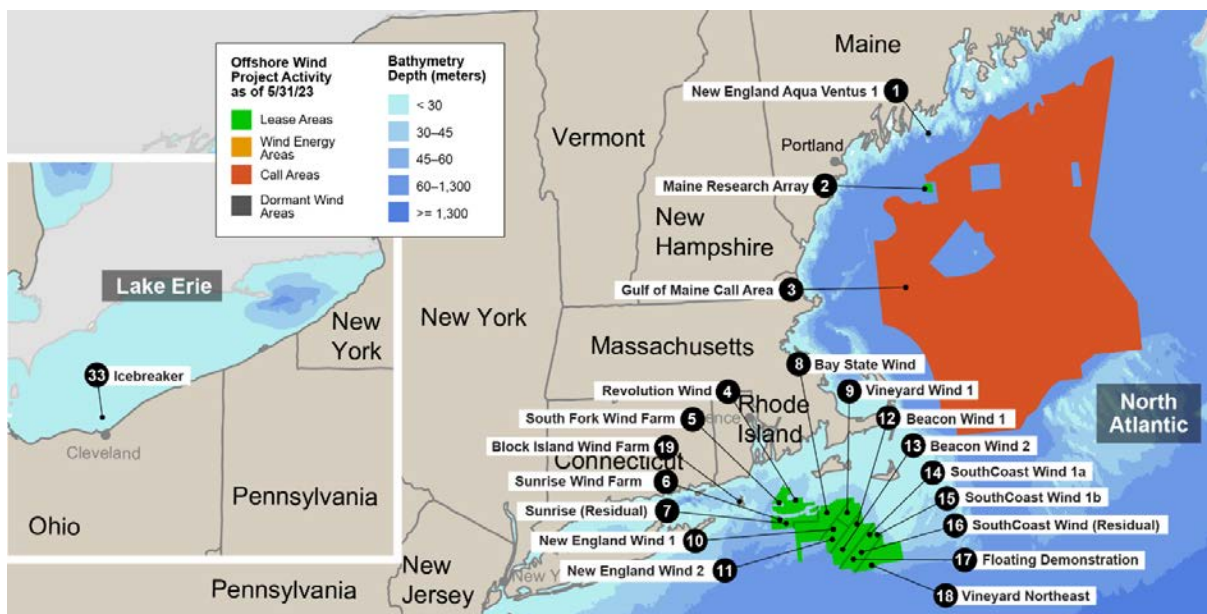 Offshore Wind
Project Activity
as of 5/31/23
Lease Areas
Wind Energy
Areas
Call Areas
Dormant Wind
Areas
Bathymetry
Depth (meters)
< 30
30–45
45–60
60–1,300
>= 1,300
Maine
New England Aqua Ventus 1 1
Vermont
Portland
Maine Research Array 2
New
Hampshire
Gulf of Maine Call Area 3
Lake Erie
New
York
33 Icebreaker
Cleveland
Pennsylvania
Ohio
New York
Massachusetts
8 Bay State Wind
Revolution Wind 4
9 Vineyard Wind 1
Rhode
Island
North
Atlantic
South Fork Wind Farm 5
12 Beacon Wind 1
Block Island Wind Farm 19
13 Beacon Wind 2
Connecticut
Sunrise Wind Farm 6
14 SouthCoast Wind 1a
15 SouthCoast Wind 1b
Sunrise (Residual) 7
16 SouthCoast Wind (Residual)
New England Wind 1 10
17 Floating Demonstration
New England Wind 2 11
18 Vineyard Northeast
New
Jersey
New Y
Pennsylvania